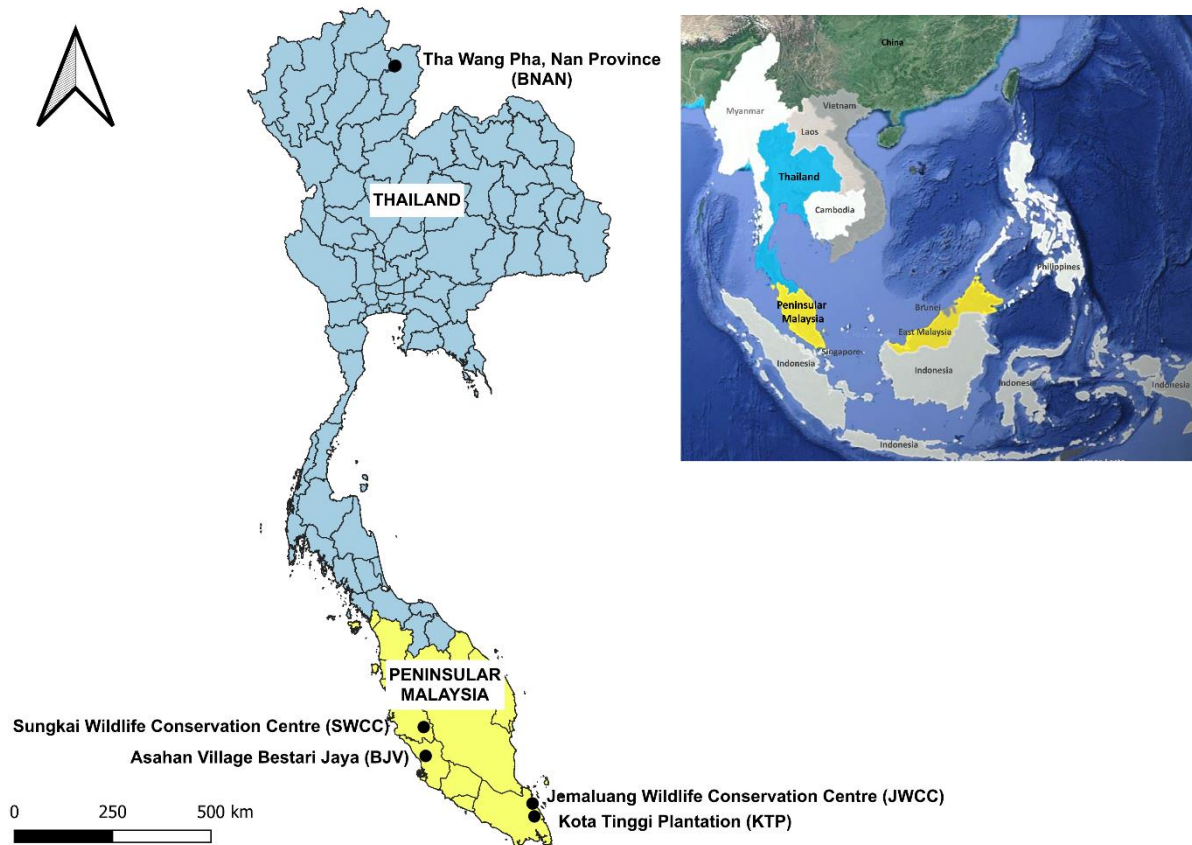 Tha Wang Pha, Nan Province
(BNAN)
THAILAND
PENINSULAR
MALAYSIA
Sungkai Wildlife Conservation Centre (SWCC)
Asahan Village Bestari Jaya (BJV)
Jemaluang Wildlife Conservation Centre (JWCC)
Kota Tinggi Plantation (KTP)
0 250 500 km
China
Myanmar
Vietnam
Laos
Thailand
Cambodia
Philippines
Peninsular
Malaysia
Brunei
East Malaysia
Singapore
Indonesia
Indonesia
Indonesia
Indonesia
Indonesia